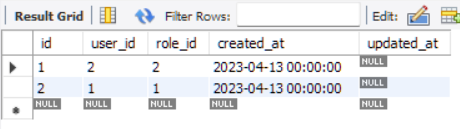 Result Grid Filter Rows: Edit:
id user_id role_id created_at updated_at
1 2 2 2023-04-13 00:00:00 NULL
2 1 1 2023-04-13 00:00:00 NULL
NULL NULL NULL NULL NULL